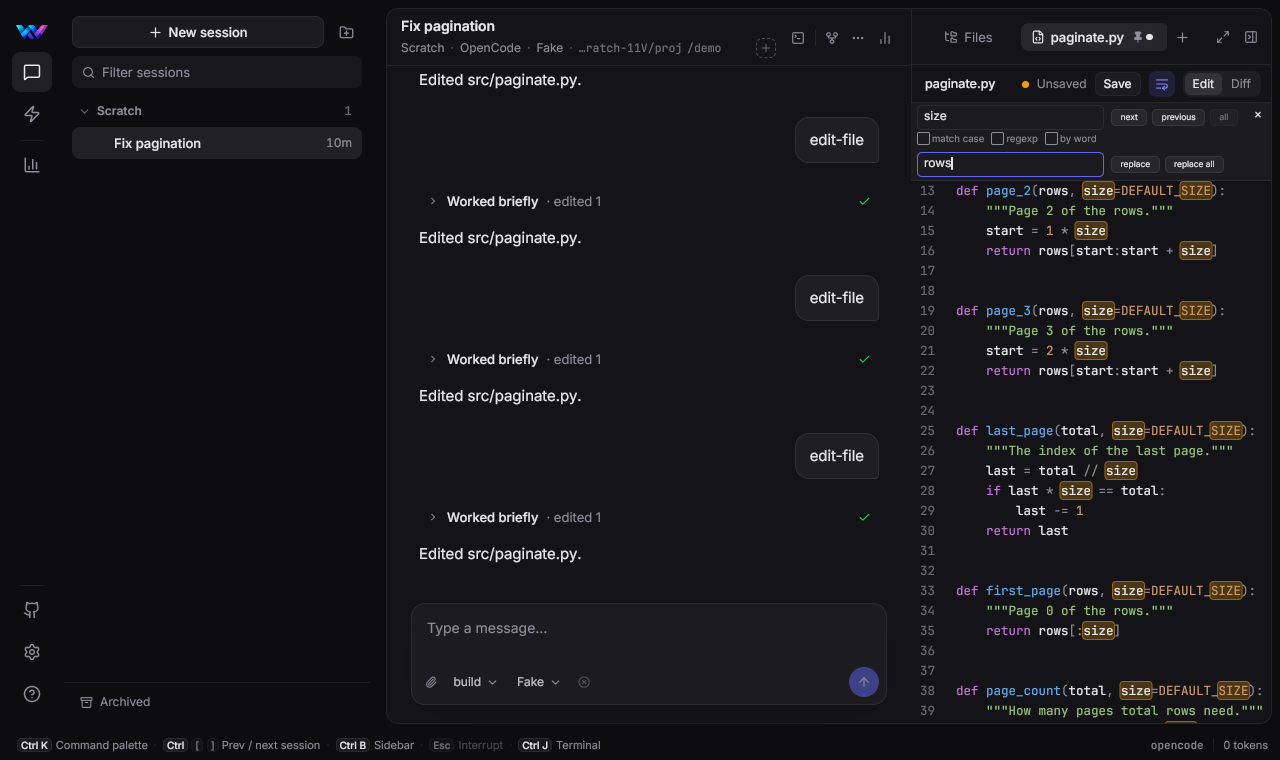 New session
Filter sessions
Scratch 1
Fix pagination 10m
Archived
Fix pagination
Scratch · OpenCode · Fake · …ratch-11V/proj /demo
Edited src/paginate.py.
edit-file
Worked briefly · edited 1
Edited src/paginate.py.
edit-file
Worked briefly · edited 1
Edited src/paginate.py.
edit-file
Worked briefly · edited 1
Edited src/paginate.py.
Type a message...
build Fake
Files paginate.py
paginate.py Unsaved Save Edit Diff
size next previous all ×
match case regexp by word
rows replace replace all
13 def page_2(rows, size=DEFAULT_SIZE):
14 """Page 2 of the rows."""
15 start = 1 * size
16 return rows[start:start + size]
17
18
19 def page_3(rows, size=DEFAULT_SIZE):
20 """Page 3 of the rows."""
21 start = 2 * size
22 return rows[start:start + size]
23
24
25 def last_page(total, size=DEFAULT_SIZE):
26 """The index of the last page."""
27 last = total // size
28 if last * size == total:
29 last -= 1
30 return last
31
32
33 def first_page(rows, size=DEFAULT_SIZE):
34 """Page 0 of the rows."""
35 return rows[:size]
36
37
38 def page_count(total, size=DEFAULT_SIZE):
39 """How many pages total rows need."""
Ctrl K Command palette · Ctrl [ ] Prev / next session · Ctrl B Sidebar · Esc Interrupt · Ctrl J Terminal
opencode 0 tokens